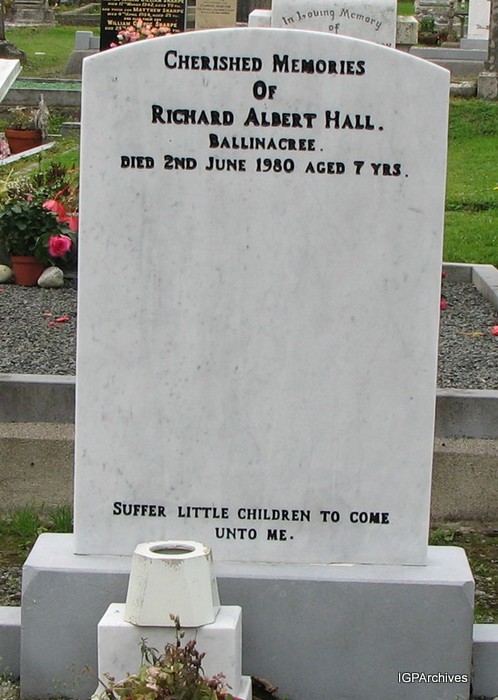 In Loving Memory
of
Cherished Memories
Of
Richard Albert Hall.
Ballinacree.
died 2nd June 1980 aged 7 yrs.
Suffer little children to come
unto me.
IGPArchives